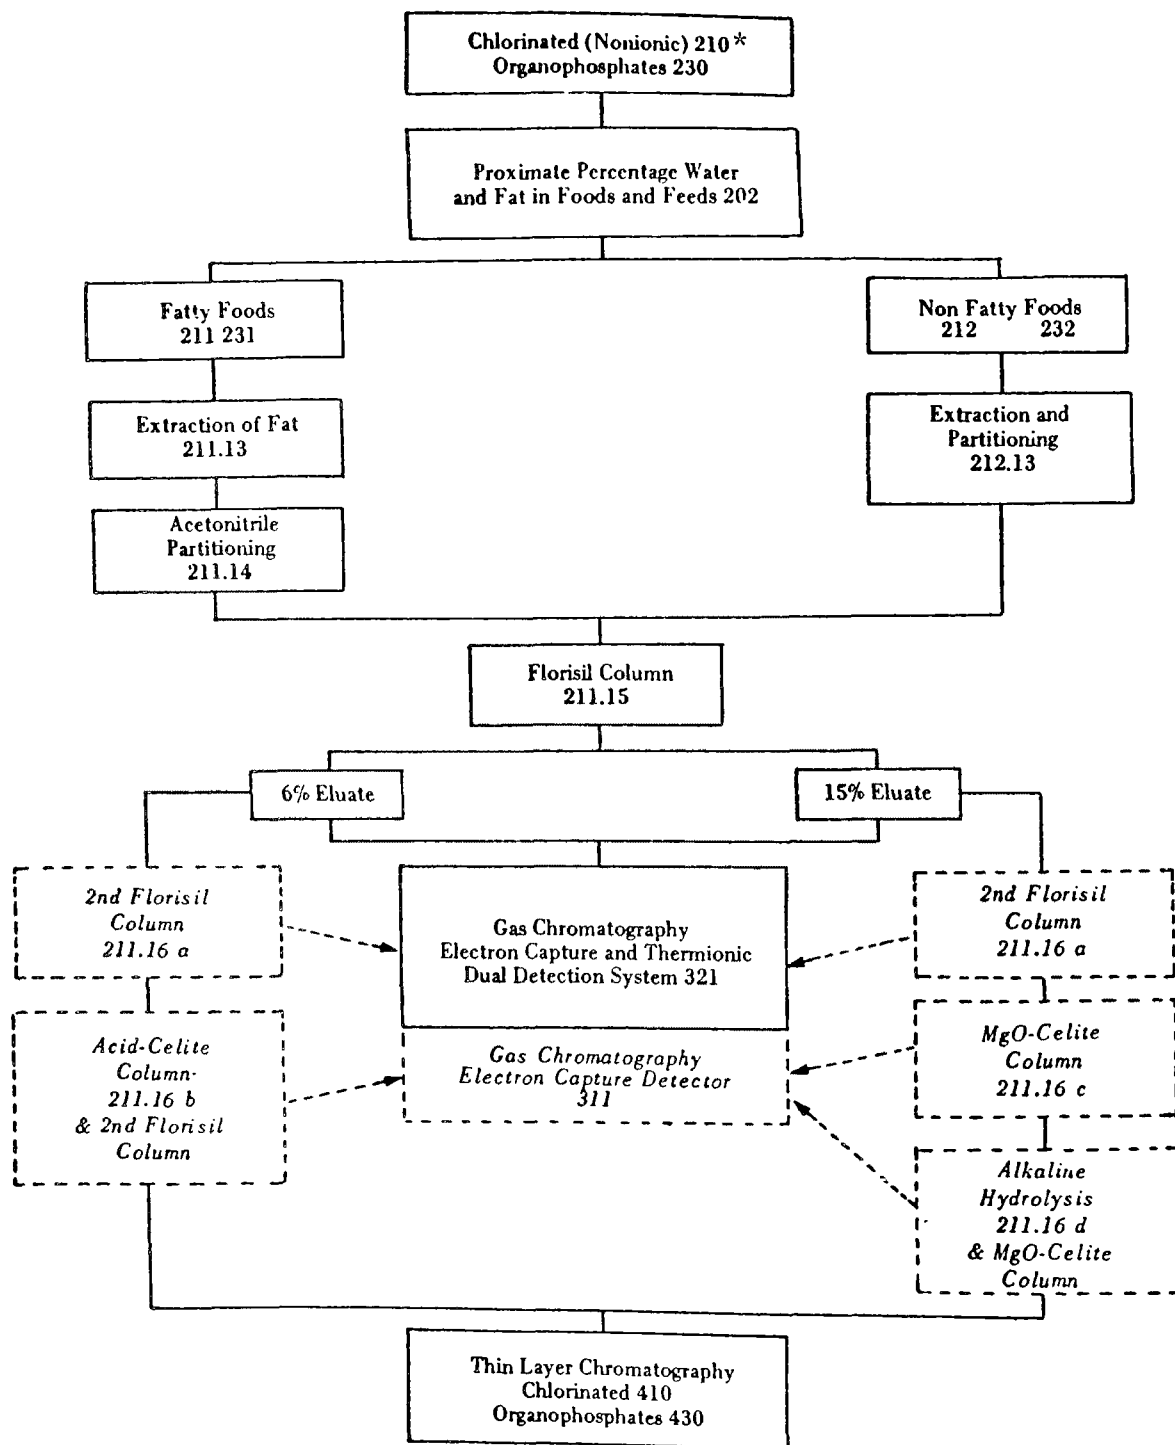 Chlorinated (Nonionic) 210*
Organophosphates 230
Proximate Percentage Water
and Fat in Foods and Feeds 202
Fatty Foods
211 231
Non Fatty Foods
212 232
Extraction of Fat
211.13
Extraction and
Partitioning
212.13
Acetonitrile
Partitioning
211.14
Florisil Column
211.15
6% Eluate
15% Eluate
2nd Florisil
Column
211.16 a
Gas Chromatography
Electron Capture and Thermionic
Dual Detection System 321
2nd Florisil
Column
211.16 a
Acid-Celite
Column-
211.16 b
& 2nd Florisil
Column
Gas Chromatography
Electron Capture Detector
311
MgO-Celite
Column
211.16 c
Alkaline
Hydrolysis
211.16 d
& MgO-Celite
Column
Thin Layer Chromatography
Chlorinated 410
Organophosphates 430